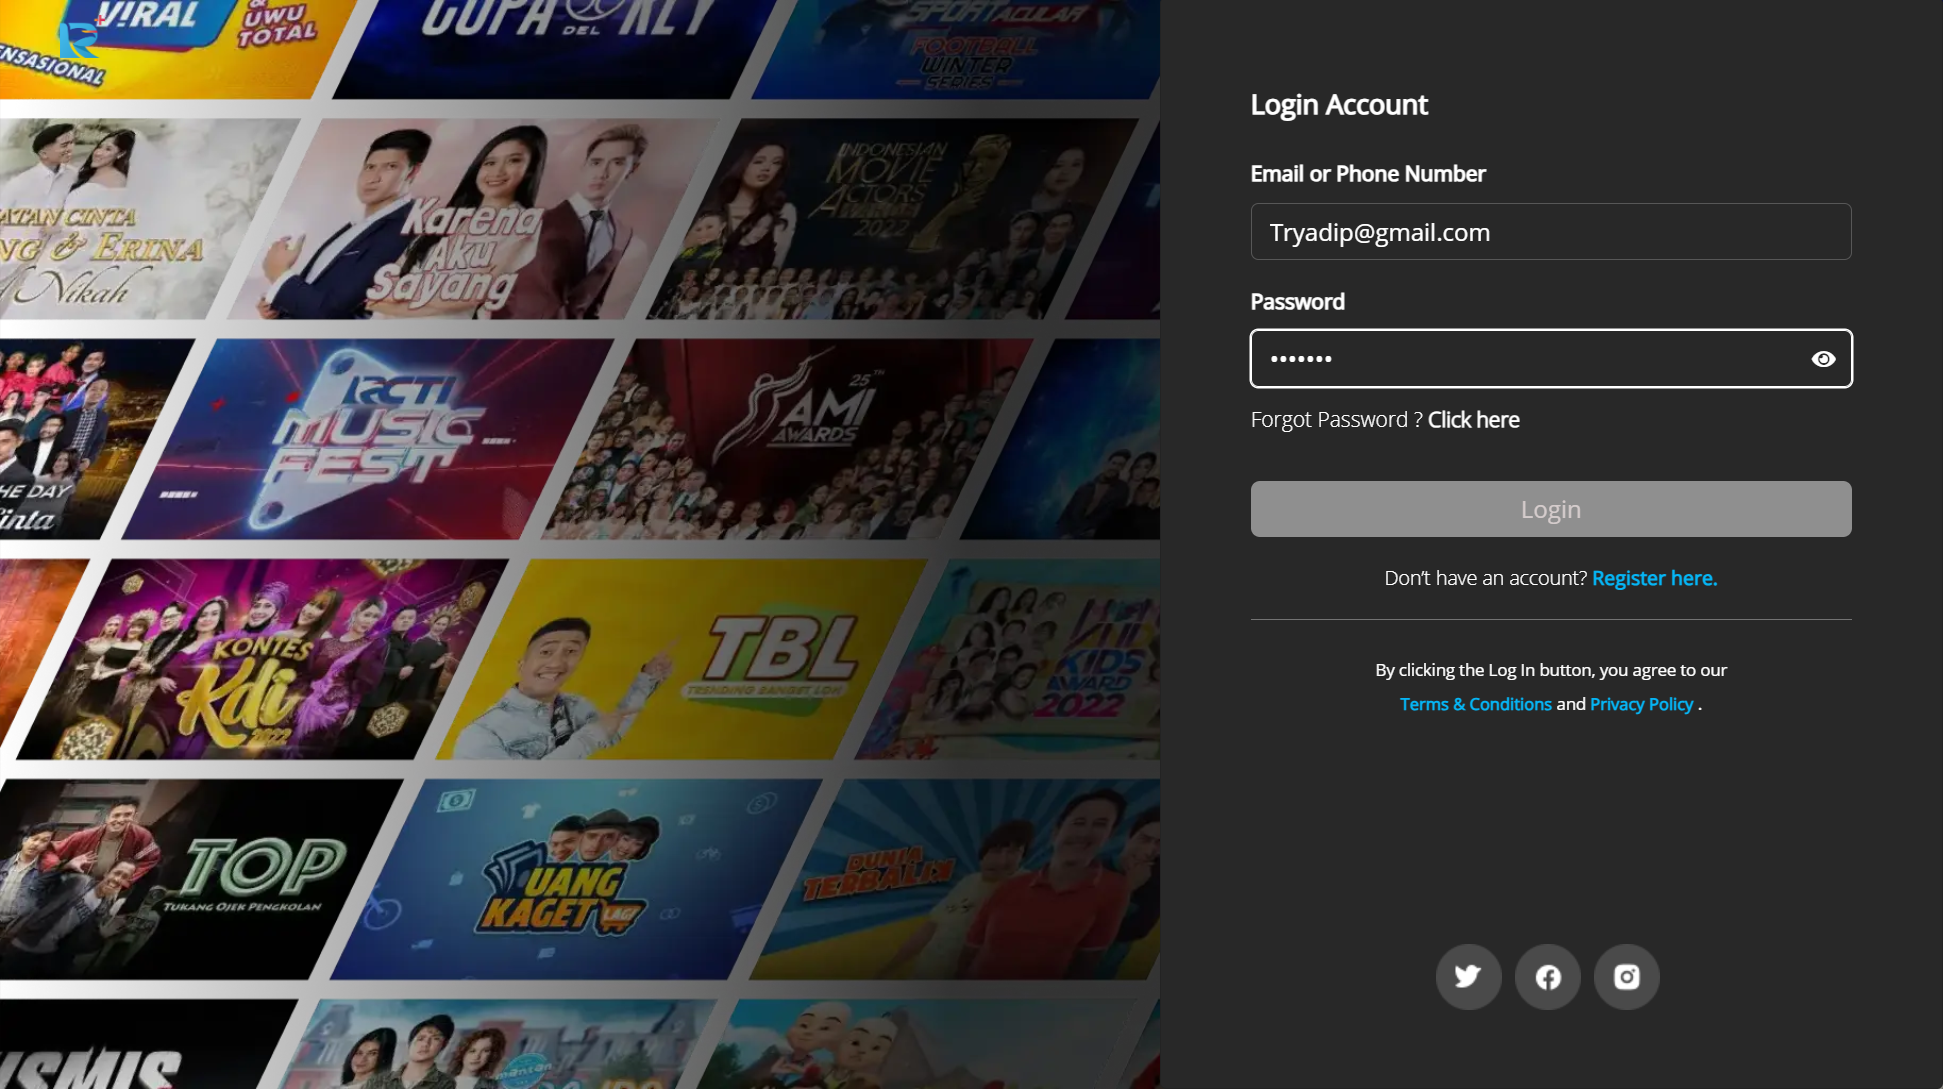 V!RAL
& UWU
TOTAL
ENSASIONAL
COPA DEL REY
SPORTACULAR
FOOTBALL
WINTER
SERIES
ATAN CINTA
NG & ERINA
Nikah
Karena
Aku
Sayang
INDONESIAN
MOVIE
ACTORS
AWARDS
2022
HE DAY
Cinta
RCTI
MUSIC
FEST
25™
AMI
AWARDS
KONTES
Kdi
2022
TBL
TRENDING BANGET LOH
KIDS
AWARD
2022
TOP
TUKANG OJEK PENGKOLAN
UANG
KAGET
LAGI
DUNIA
TERBALIK
Login Account
Email or Phone Number
Tryadip@gmail.com
Password
•••••••
Forgot Password ? Click here
Login
Don't have an account? Register here.
By clicking the Log In button, you agree to our
Terms & Conditions and Privacy Policy .